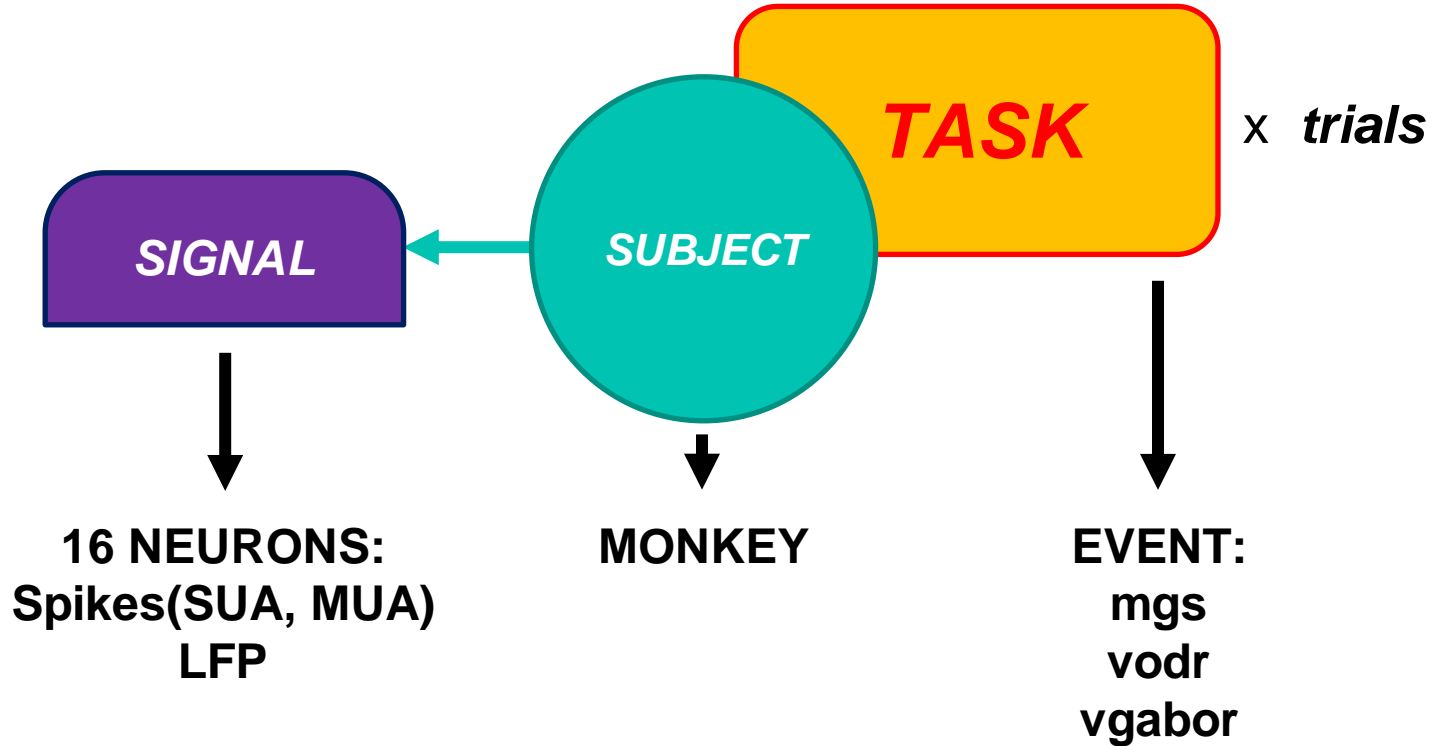 TASK
x trials
SUBJECT
SIGNAL
16 NEURONS:
Spikes(SUA, MUA)
LFP
MONKEY
EVENT:
mgs
vodr
vgabor